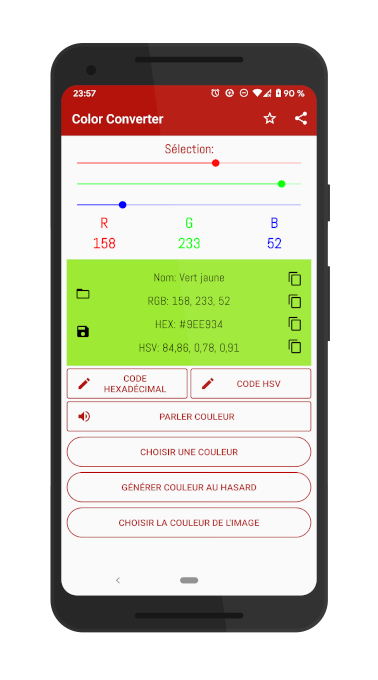 23:57
90 %
Color Converter
Sélection:
R G B
158 233 52
Nom: Vert jaune
RGB: 158, 233, 52
HEX: #9EE934
HSV: 84,86, 0,78, 0,91
CODE
HEXADÉCIMAL
CODE HSV
PARLER COULEUR
CHOISIR UNE COULEUR
GÉNÉRER COULEUR AU HASARD
CHOISIR LA COULEUR DE L'IMAGE